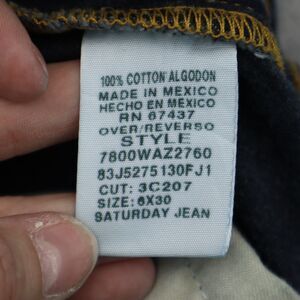 100% COTTON ALGODON
MADE IN MEXICO
HECHO EN MEXICO
RN 67437
OVER/REVERSO
STYLE
7800WAZ2760
83J5275130FJ1
CUT: 3C207
SIZE: 6X30
SATURDAY JEAN